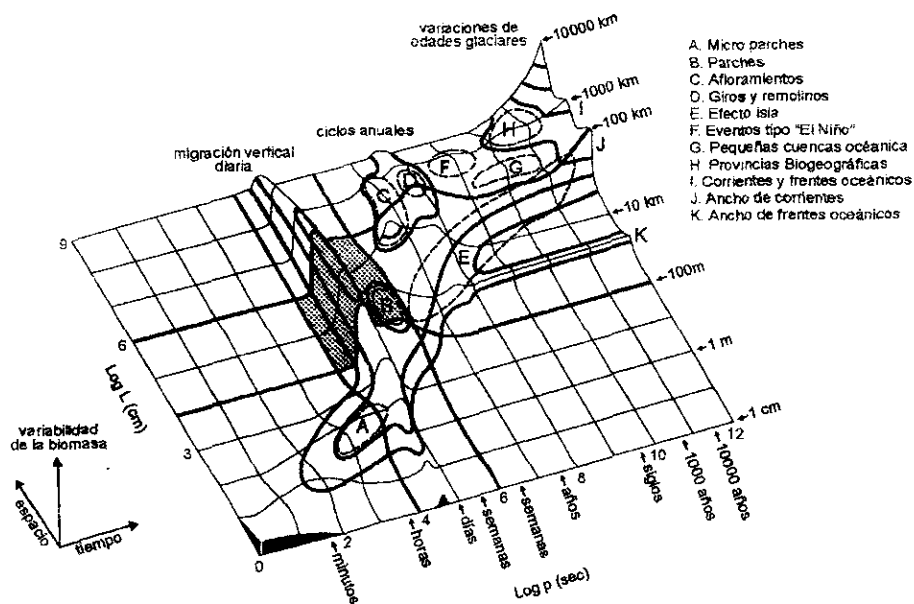 variaciones de
edades glaciares
10000 km
1000 km
100 km
10 km
100m
1 m
1 cm
A. Micro parches
B. Parches
C. Afloramientos
D. Giros y remolinos
E. Efecto isla
F. Eventos tipo "El Niño"
G. Pequeñas cuencas océanica
H Provincias Biogeográficas
I. Corrientes y frentes oceánicos
J. Ancho de corrientes
K. Ancho de frentes oceánicos
ciclos anuales
migración vertical
diaria
H
I
J
F
G
C
D
E
K
B
A
9
6
3
0
Log L (cm)
variabilidad
de la biomasa
espacio
tiempo
2
4
6
8
10
12
minutos
horas
días
semanas
semanas
años
siglos
1000 años
10000 años
Log p (sec)